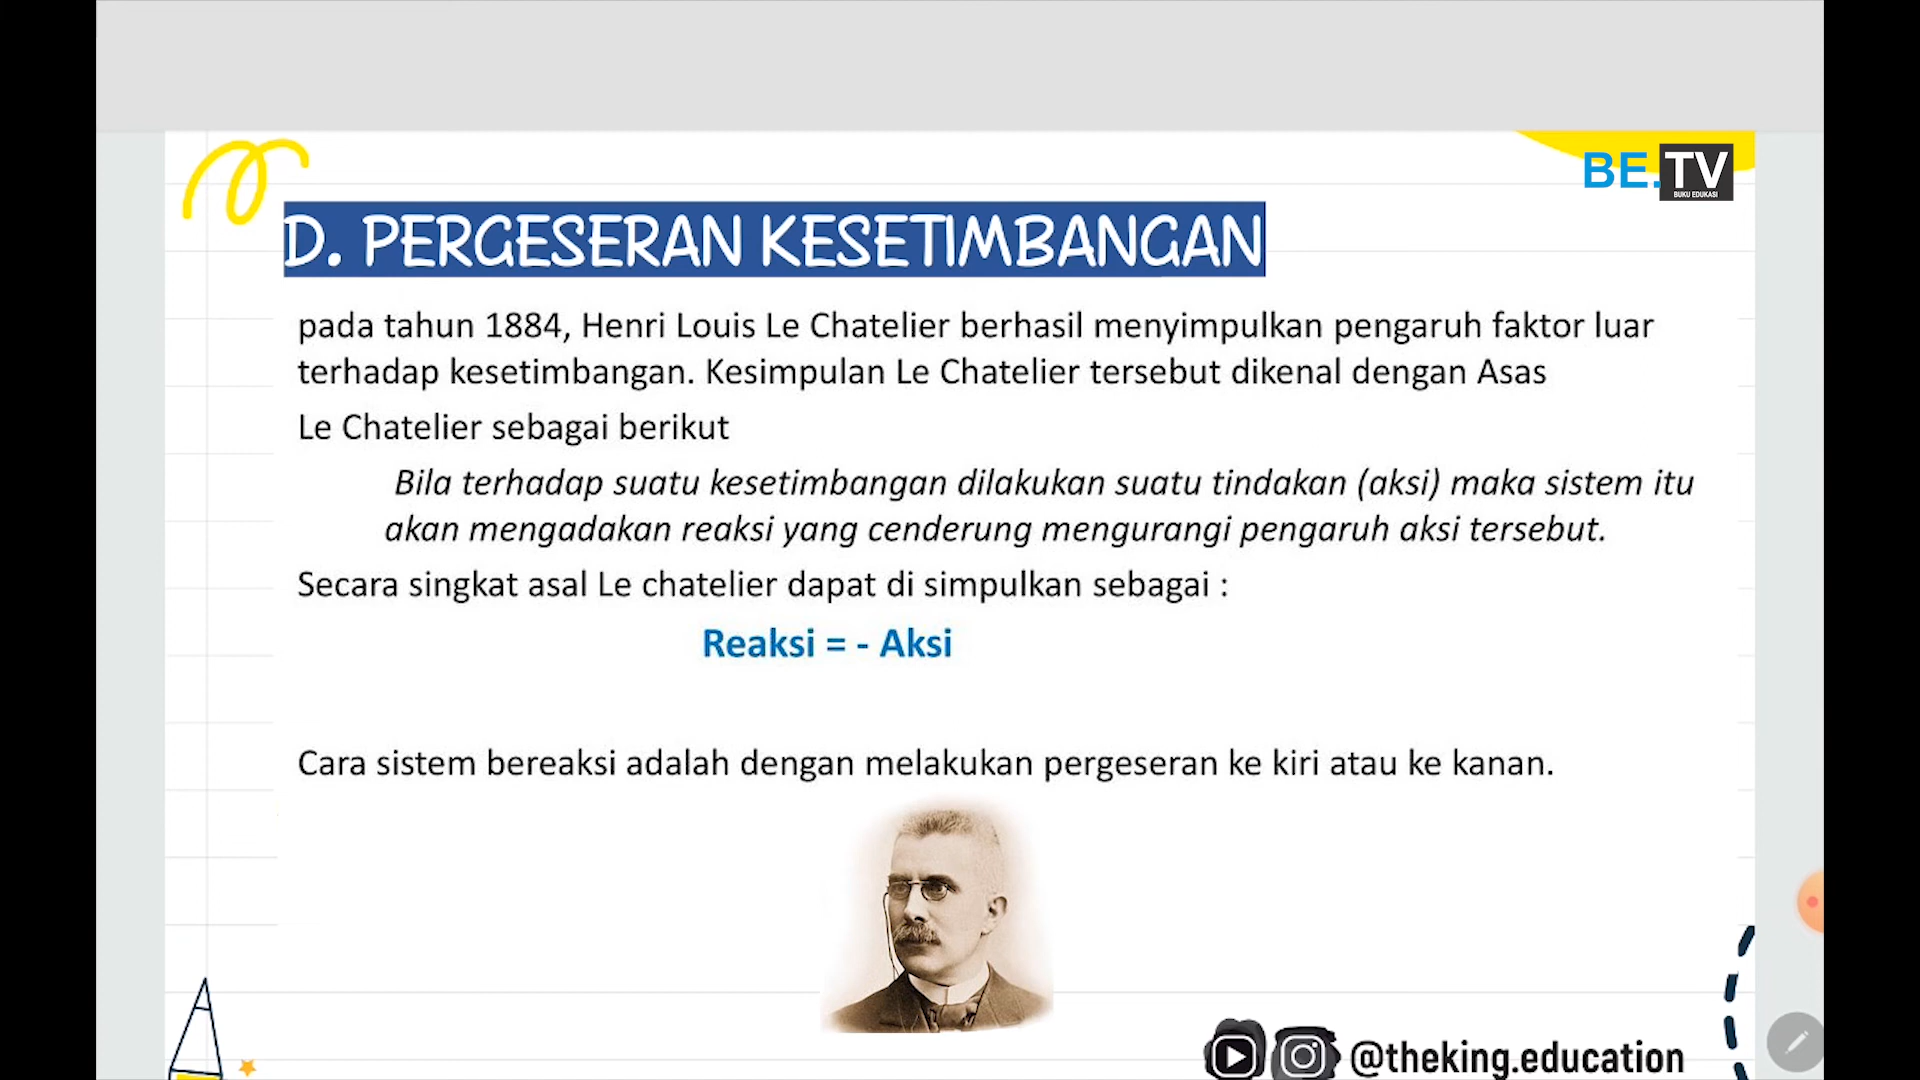 BE.TV
BUKU EDUKASI
D. PERGESERAN KESETIMBANGAN
pada tahun 1884, Henri Louis Le Chatelier berhasil menyimpulkan pengaruh faktor luar
terhadap kesetimbangan. Kesimpulan Le Chatelier tersebut dikenal dengan Asas
Le Chatelier sebagai berikut
Bila terhadap suatu kesetimbangan dilakukan suatu tindakan (aksi) maka sistem itu
akan mengadakan reaksi yang cenderung mengurangi pengaruh aksi tersebut.
Secara singkat asal Le chatelier dapat di simpulkan sebagai :
Reaksi = - Aksi
Cara sistem bereaksi adalah dengan melakukan pergeseran ke kiri atau ke kanan.
@theking.education